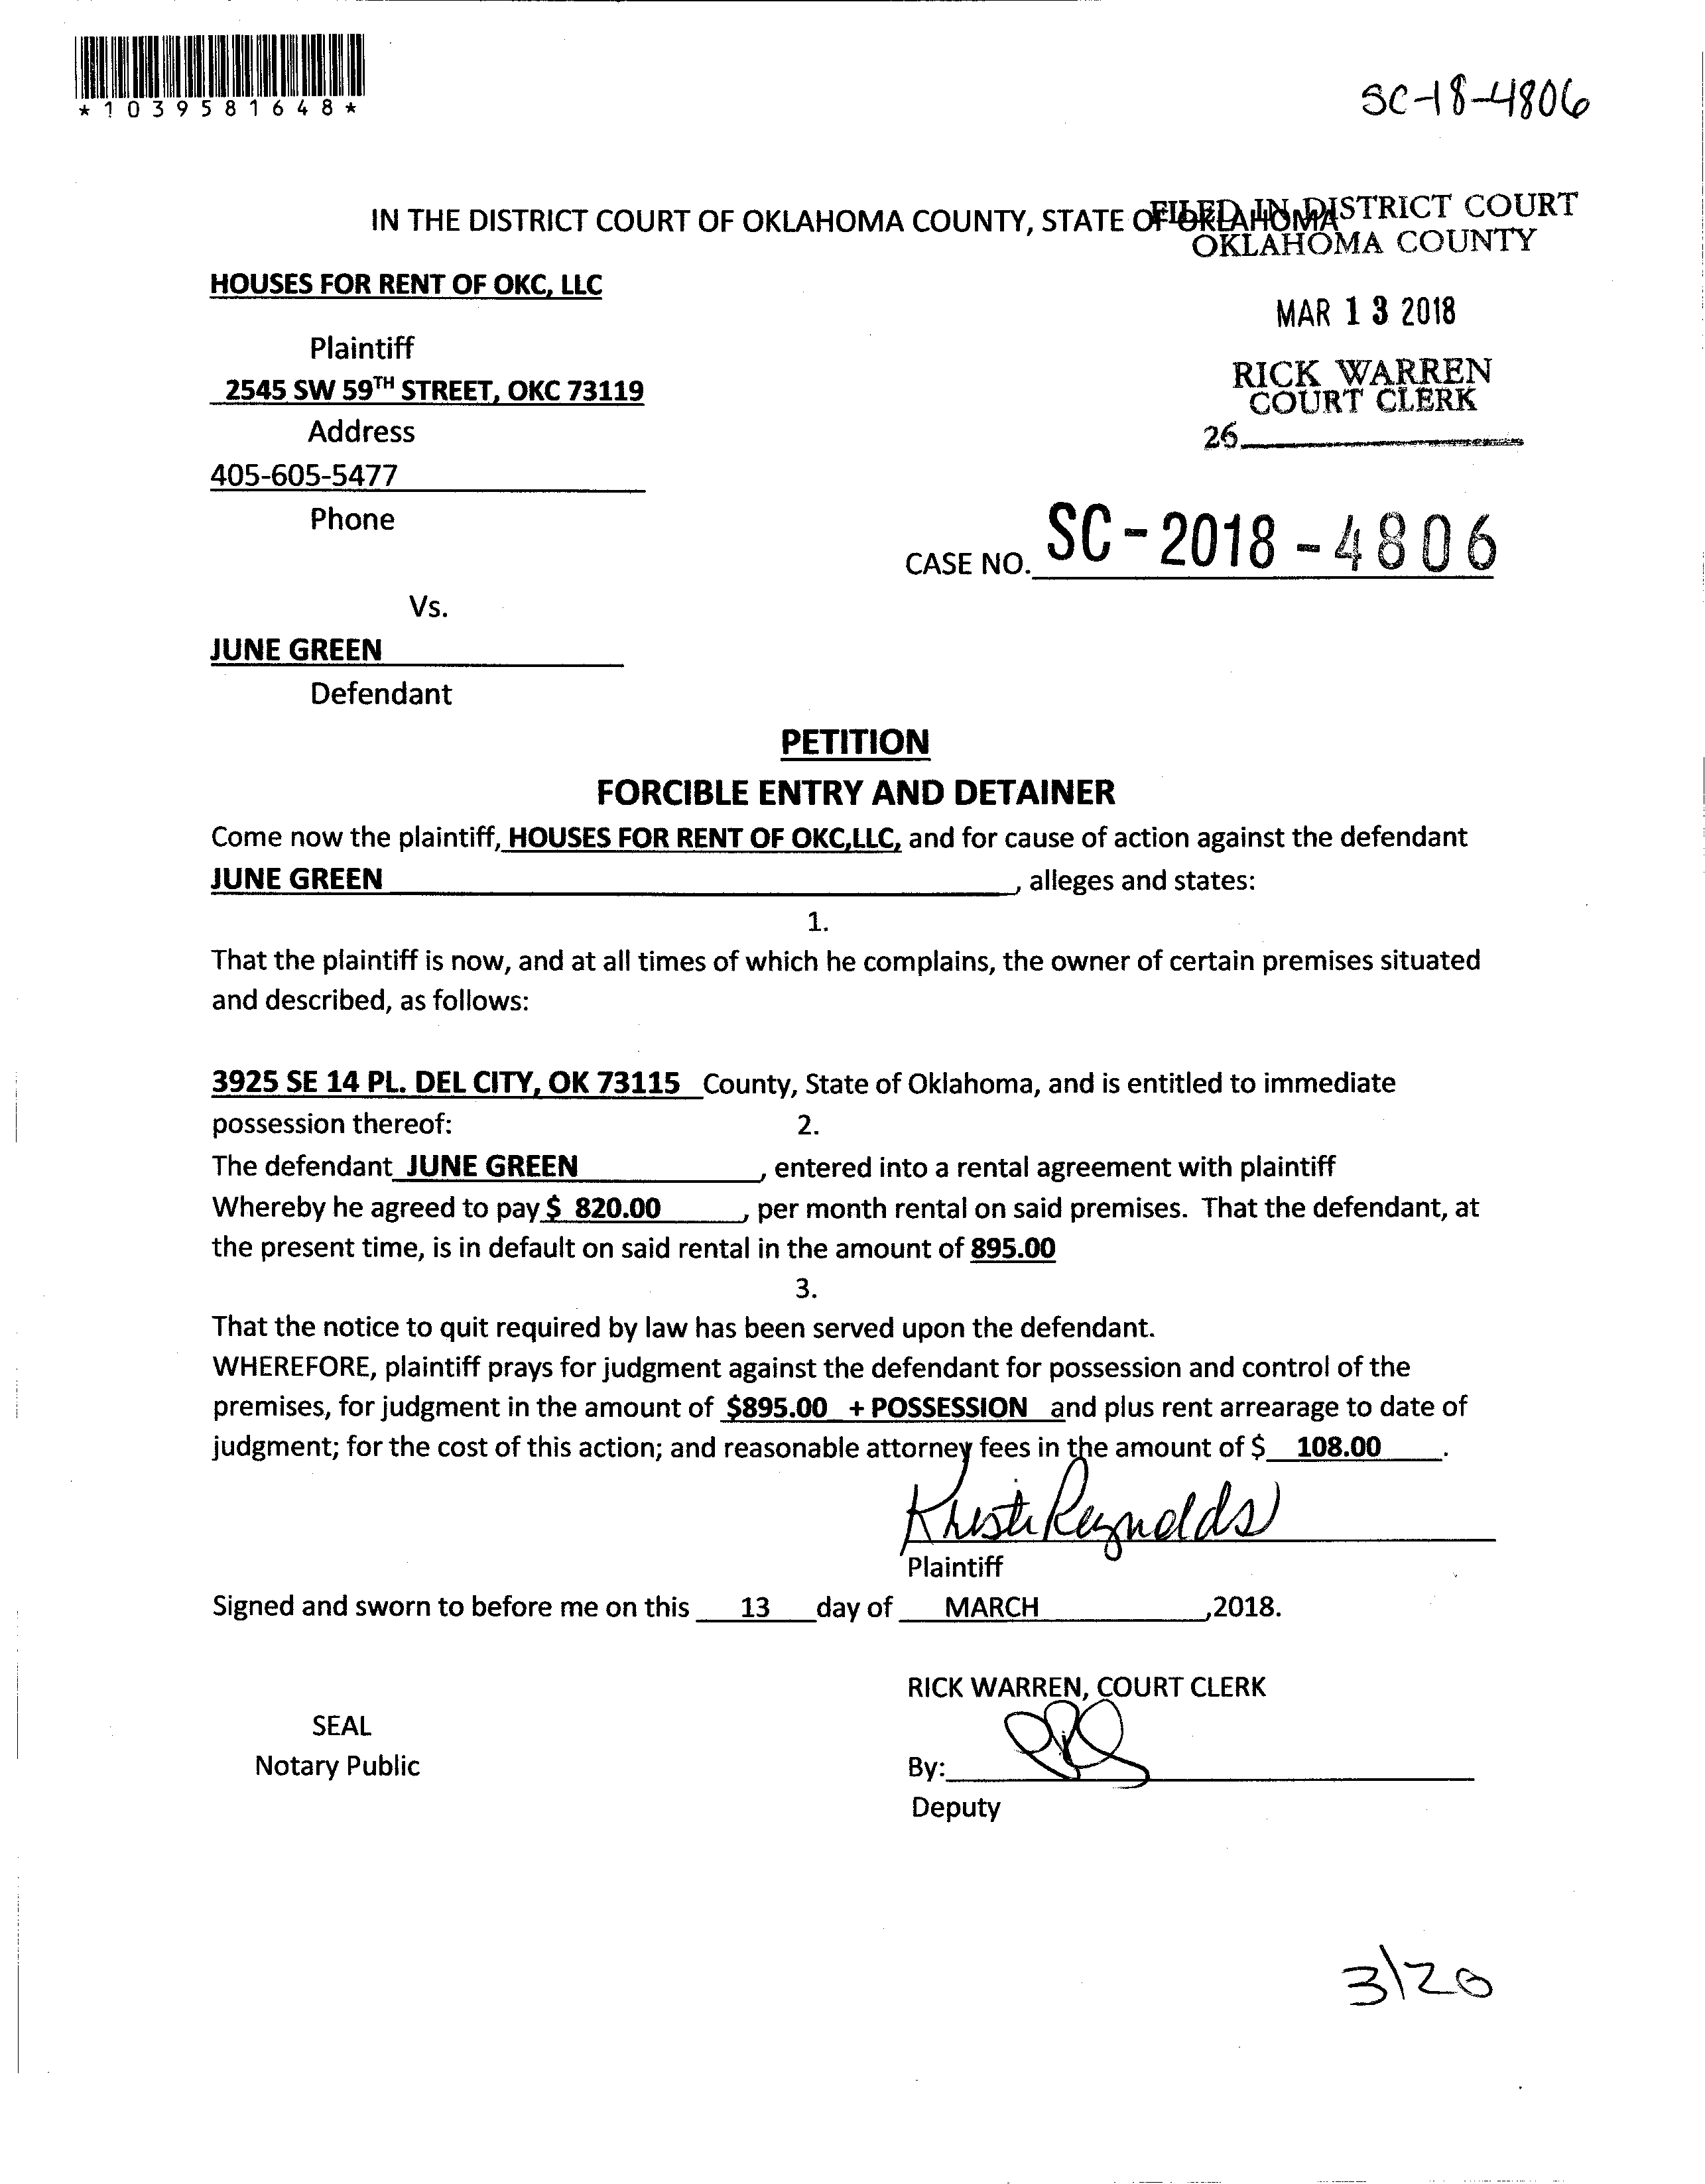 *1039581648*
SC-18-4806
IN THE DISTRICT COURT OF OKLAHOMA COUNTY, STATE OF OKLAHOMA
FILED IN DISTRICT COURT
OKLAHOMA COUNTY
HOUSES FOR RENT OF OKC, LLC
MAR 13 2018
Plaintiff
RICK WARREN
COURT CLERK
2545 SW 59TH STREET, OKC 73119
Address
26
405-605-5477
Phone
CASE NO. SC-2018-4806
Vs.
JUNE GREEN
Defendant
PETITION
FORCIBLE ENTRY AND DETAINER
Come now the plaintiff, HOUSES FOR RENT OF OKC,LLC, and for cause of action against the defendant
JUNE GREEN, alleges and states:
1.
That the plaintiff is now, and at all times of which he complains, the owner of certain premises situated
and described, as follows:
3925 SE 14 PL. DEL CITY, OK 73115 County, State of Oklahoma, and is entitled to immediate
possession thereof: 2.
The defendant JUNE GREEN, entered into a rental agreement with plaintiff
Whereby he agreed to pay $ 820.00, per month rental on said premises. That the defendant, at
the present time, is in default on said rental in the amount of 895.00
3.
That the notice to quit required by law has been served upon the defendant.
WHEREFORE, plaintiff prays for judgment against the defendant for possession and control of the
premises, for judgment in the amount of $895.00 + POSSESSION and plus rent arrearage to date of
judgment; for the cost of this action; and reasonable attorney fees in the amount of $ 108.00.
Khristi Reynolds
Plaintiff
Signed and sworn to before me on this 13 day of MARCH,2018.
RICK WARREN, COURT CLERK
SEAL
Notary Public
By:
Deputy
3\20